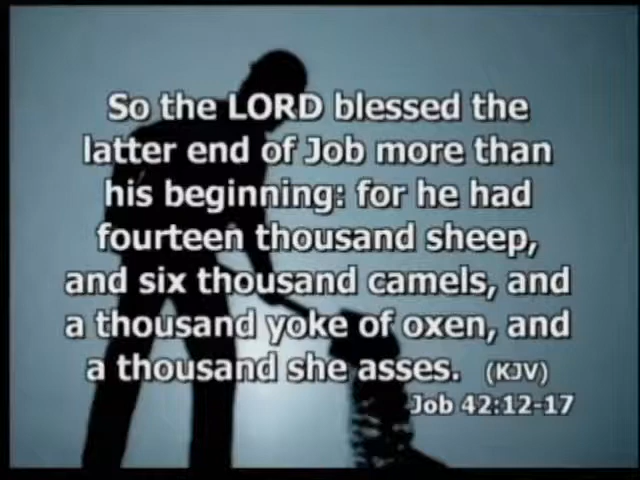 So the LORD blessed the
latter end of Job more than
his beginning: for he had
fourteen thousand sheep,
and six thousand camels, and
a thousand yoke of oxen, and
a thousand she asses. (KJV)
Job 42:12-17